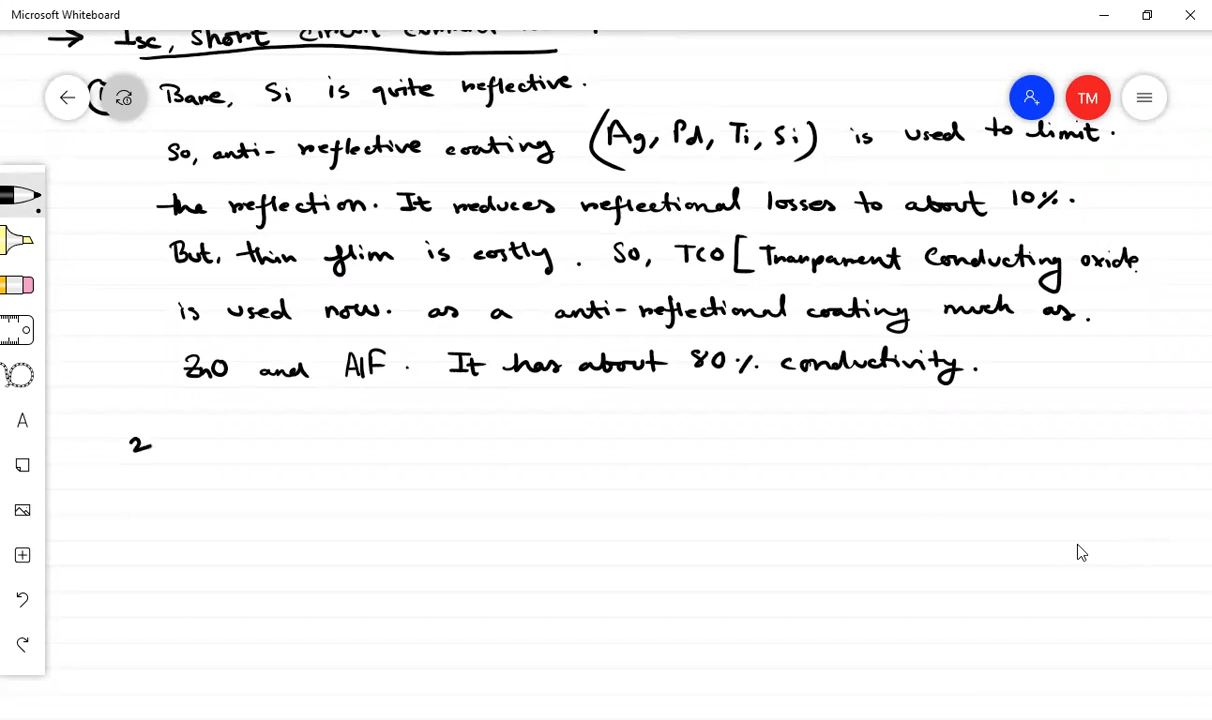 Microsoft Whiteboard
→ Isc, Short Circuit
Bare, Si is quite reflective.
TM
So, anti-reflective coating (Ag, Pd, Ti, Si) is used to limit.
the reflection. It reduces reflectional losses to about 10%.
But, thin flim is costly. So, TCO [Tranparent Conducting oxide
is used now. as a anti-reflectional coating much as.
ZnO and AlF. It has about 80% conductivity.
A
2